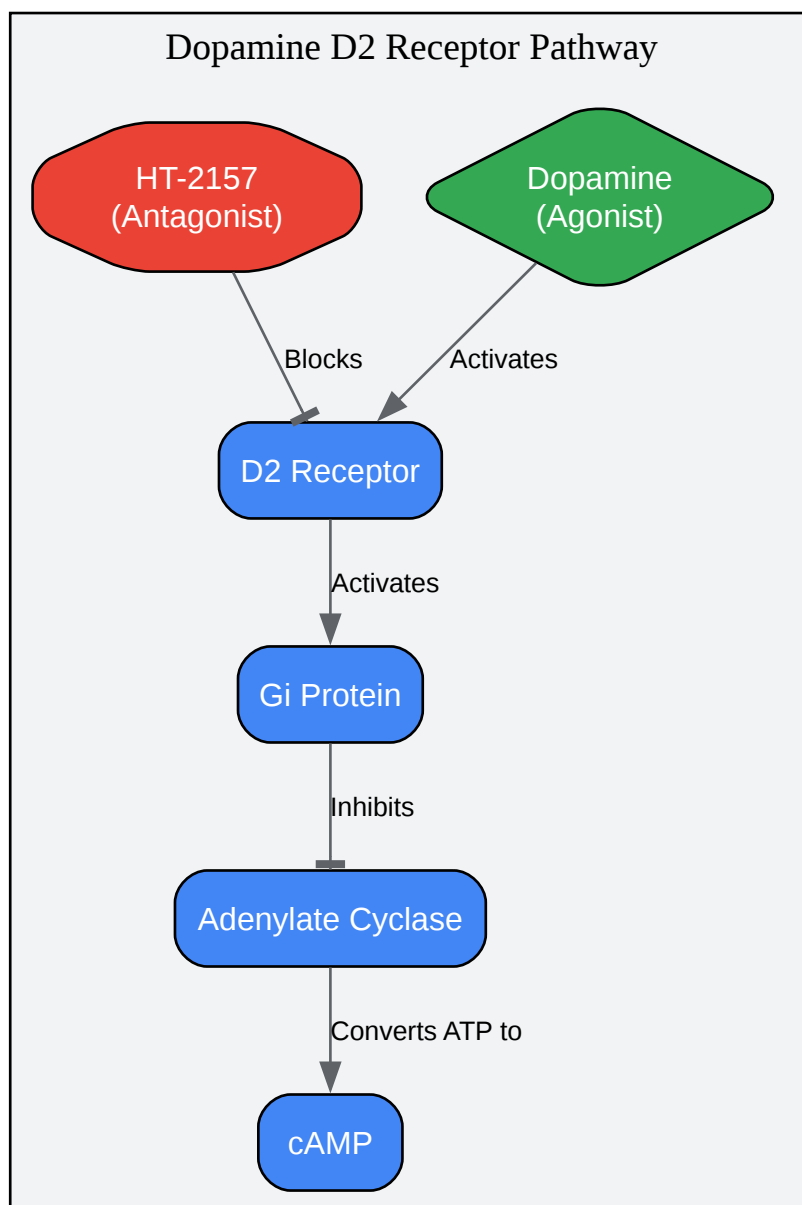 Dopamine D2 Receptor Pathway
HT-2157
(Antagonist)
Dopamine
(Agonist)
Blocks
Activates
D2 Receptor
Activates
Gi Protein
Inhibits
Adenylate Cyclase
Converts ATP to
cAMP